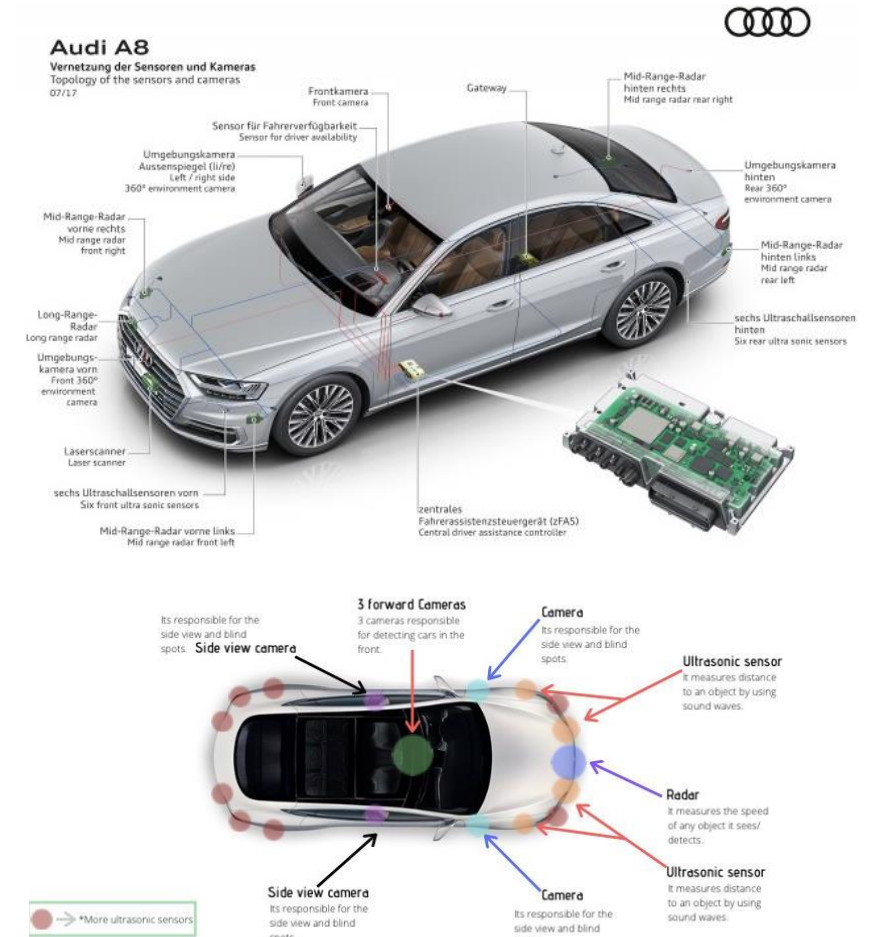 Audi A8
Vernetzung der Sensoren und Kameras
Topology of the sensors and cameras
07/17
Frontkamera
Front camera
Gateway
Mid-Range-Radar
hinten rechts
Mid range radar rear right
Sensor für Fahrerverfügbarkeit
Sensor for driver availability
Umgebungskamera
Aussenspiegel (li/re)
Left / right side
360° environment camera
Umgebungskamera
hinten
Rear 360°
environment camera
Mid-Range-Radar
vorne rechts
Mid range radar
front right
Mid-Range-Radar
hinten links
Mid range radar
rear left
Long-Range-
Radar
Long range radar
sechs Ultraschallsensoren
hinten
Six rear ultra sonic sensors
Umgebungs-
kamera vorn
Front 360°
environment
camera
Laserscanner
Laser scanner
sechs Ultraschallsensoren vorn
Six front ultra sonic sensors
Mid-Range-Radar vorne links
Mid range radar front left
zentrales
Fahrerassistenzsteuergerät (zFAS)
Central driver assistance controller
Its responsible for the
side view and blind
spots.
Side view camera
3 forward Cameras
3 cameras responsible
for detecting cars in the
front.
Camera
Its responsible for the
side view and blind
spots.
Ultrasonic sensor
It measures distance
to an object by using
sound waves.
Radar
It measures the speed
of any object it sees/
detects.
Ultrasonic sensor
It measures distance
to an object by using
sound waves.
Side view camera
Its responsible for the
side view and blind
Camera
Its responsible for the
side view and blind
*More ultrasonic sensors